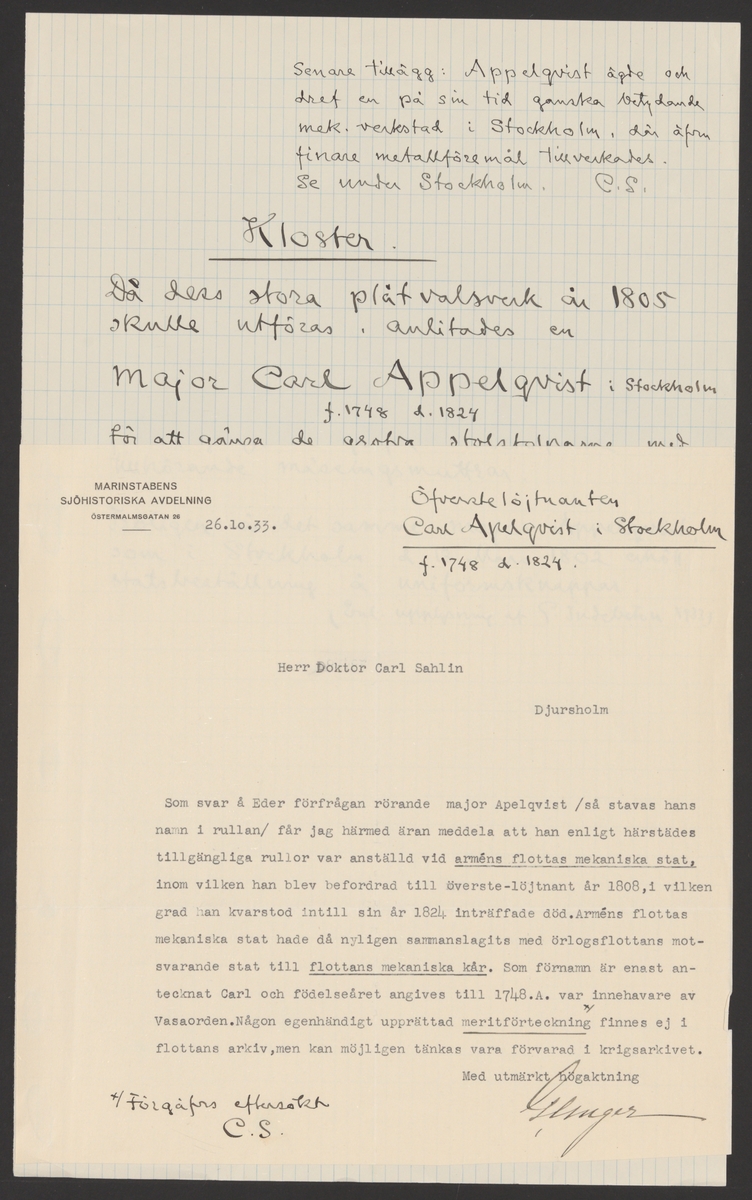 Senare tillägg: Appelqvist ägde och
dref en på sin tid ganska betydande
mek. verkstad i Stockholm, där äfven
finare metallföremål tillverkades.
Se under Stockholm. C.S.
Kloster.
Då dess stora plåtvalsverk år 1805
skulle utföras, anlitades en
Major Carl Appelqvist i Stockholm
f. 1748 d. 1824
för att gänga de grofva
MARINSTABENS
SJÖHISTORISKA AVDELNING
ÖSTERMALMSGATAN 26
26.10.33.
Öfverstelöjtnanten
Carl Apelqvist i Stockholm
f. 1748 d. 1824.
Herr Doktor Carl Sahlin
Djursholm
Som svar å Eder förfrågan rörande major Apelqvist /så stavas hans
namn i rullan/ får jag härmed äran meddela att han enligt härstädes
tillgängliga rullor var anställd vid arméns flottas mekaniska stat,
inom vilken han blev befordrad till överste-löjtnant år 1808,i vilken
grad han kvarstod intill sin år 1824 inträffade död.Arméns flottas
mekaniska stat hade då nyligen sammanslagits med örlogsflottans mot-
svarande stat till flottans mekaniska kår. Som förnamn är enast an-
tecknat Carl och födelseåret angives till 1748.A. var innehavare av
Vasaorden.Någon egenhändigt upprättad meritförteckning x/ finnes ej i
flottans arkiv,men kan möjligen tänkas vara förvarad i krigsarkivet.
Med utmärkt högaktning
x/ Förgäfvs eftersökt
C.S.